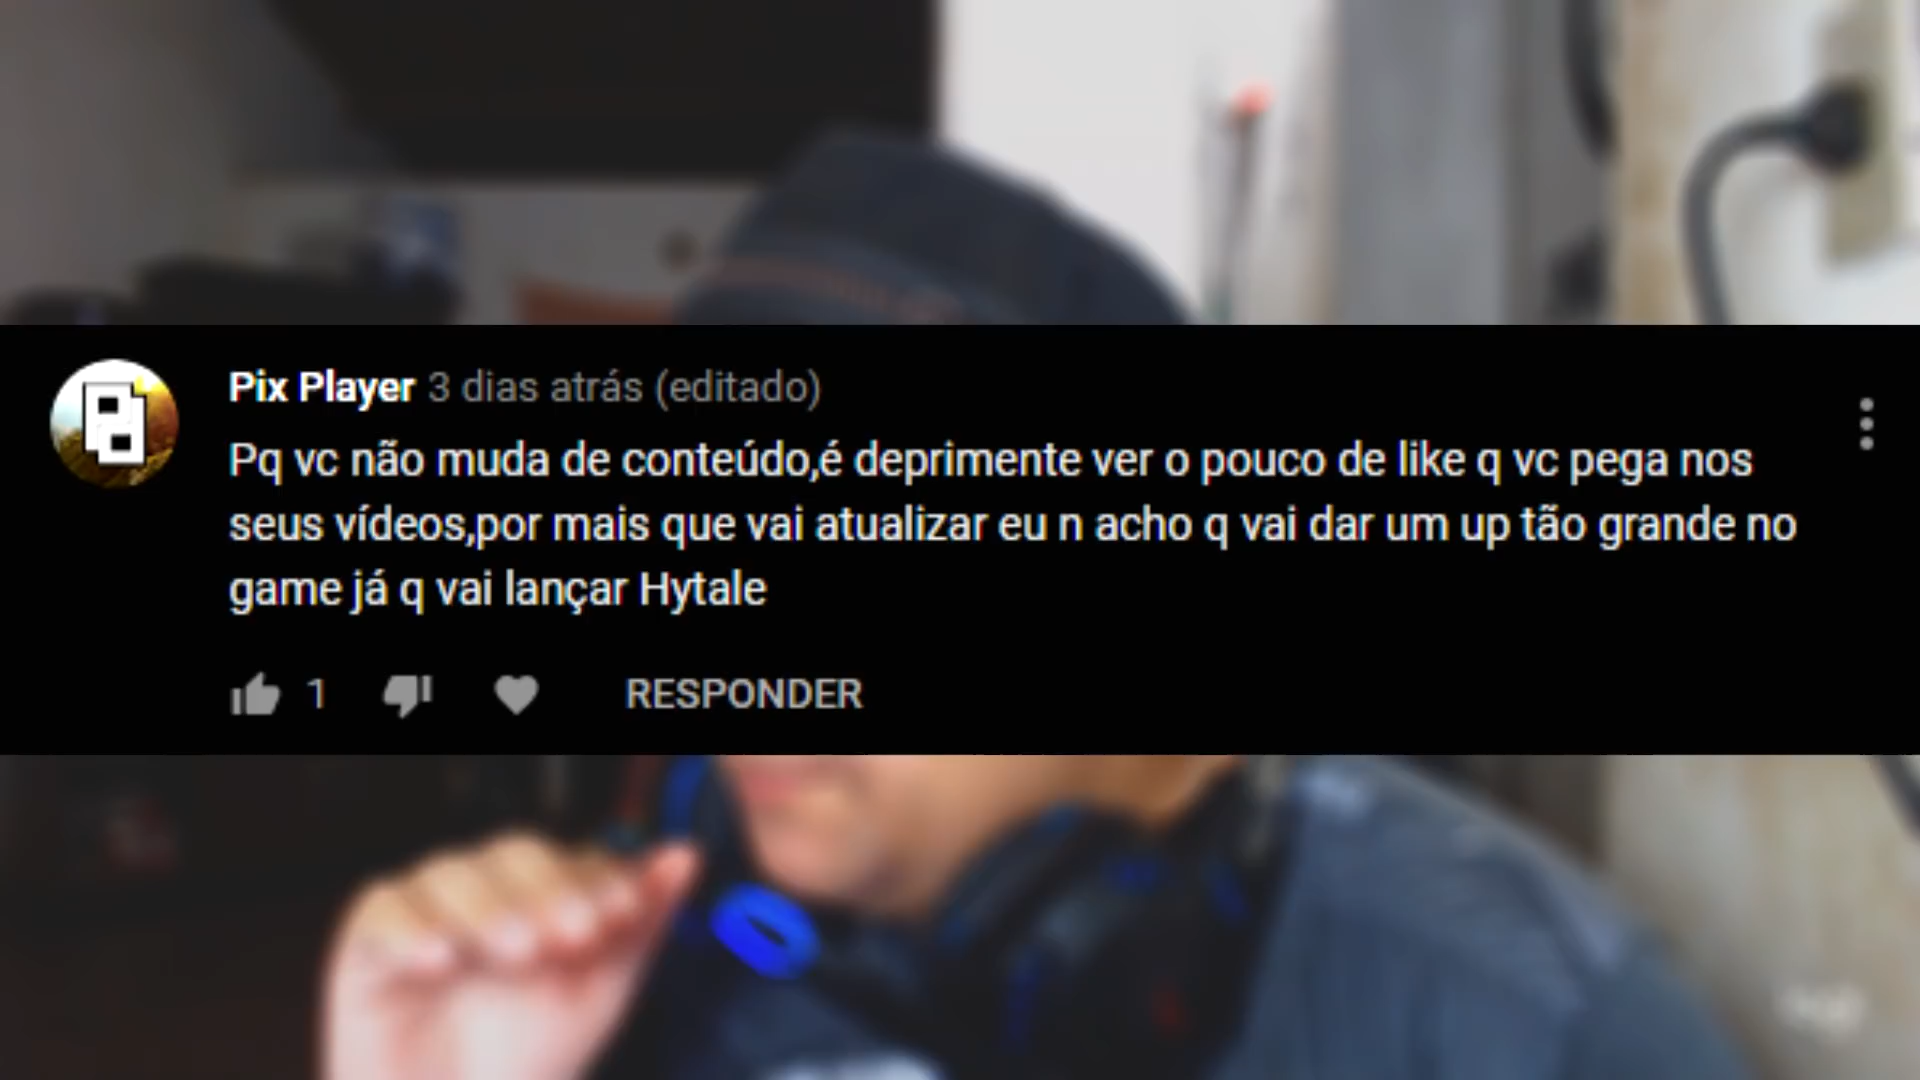 Pix Player 3 dias atrás (editado)
Pq vc não muda de conteúdo,é deprimente ver o pouco de like q vc pega nos
seus vídeos,por mais que vai atualizar eu n acho q vai dar um up tão grande no
game já q vai lançar Hytale
1 RESPONDER